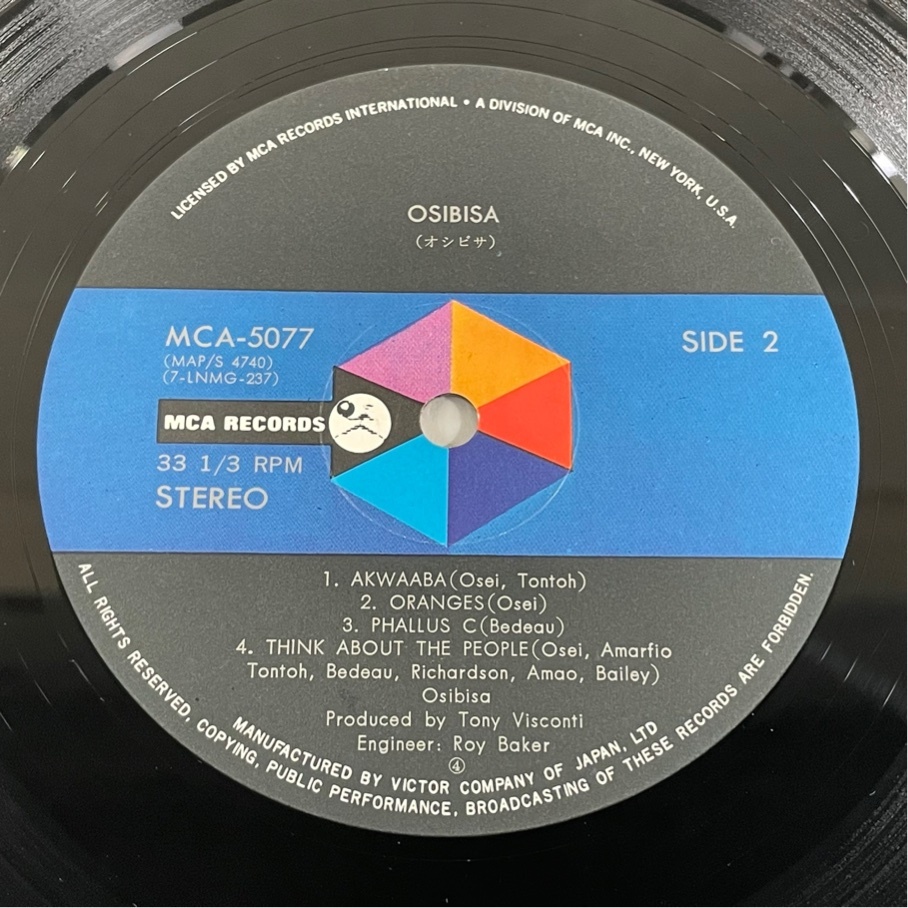 LICENSED BY MCA RECORDS INTERNATIONAL • A DIVISION OF MCA INC., NEW YORK, U.S.A.
OSIBISA
(オシビサ)
MCA-5077
(MAP/S 4740)
(7-LNMG-237)
SIDE 2
MCA RECORDS
33 1/3 RPM
STEREO
1. AKWAABA(Osei, Tontoh)
2. ORANGES(Osei)
3. PHALLUS C(Bedeau)
4. THINK ABOUT THE PEOPLE(Osei, Amarfio
Tontoh, Bedeau, Richardson, Amao, Bailey)
Osibisa
Produced by Tony Visconti
Engineer: Roy Baker
④
MANUFACTURED BY VICTOR COMPANY OF JAPAN, LTD
ALL RIGHTS RESERVED, COPYING, PUBLIC PERFORMANCE, BROADCASTING OF THESE RECORDS ARE FORBIDDEN.